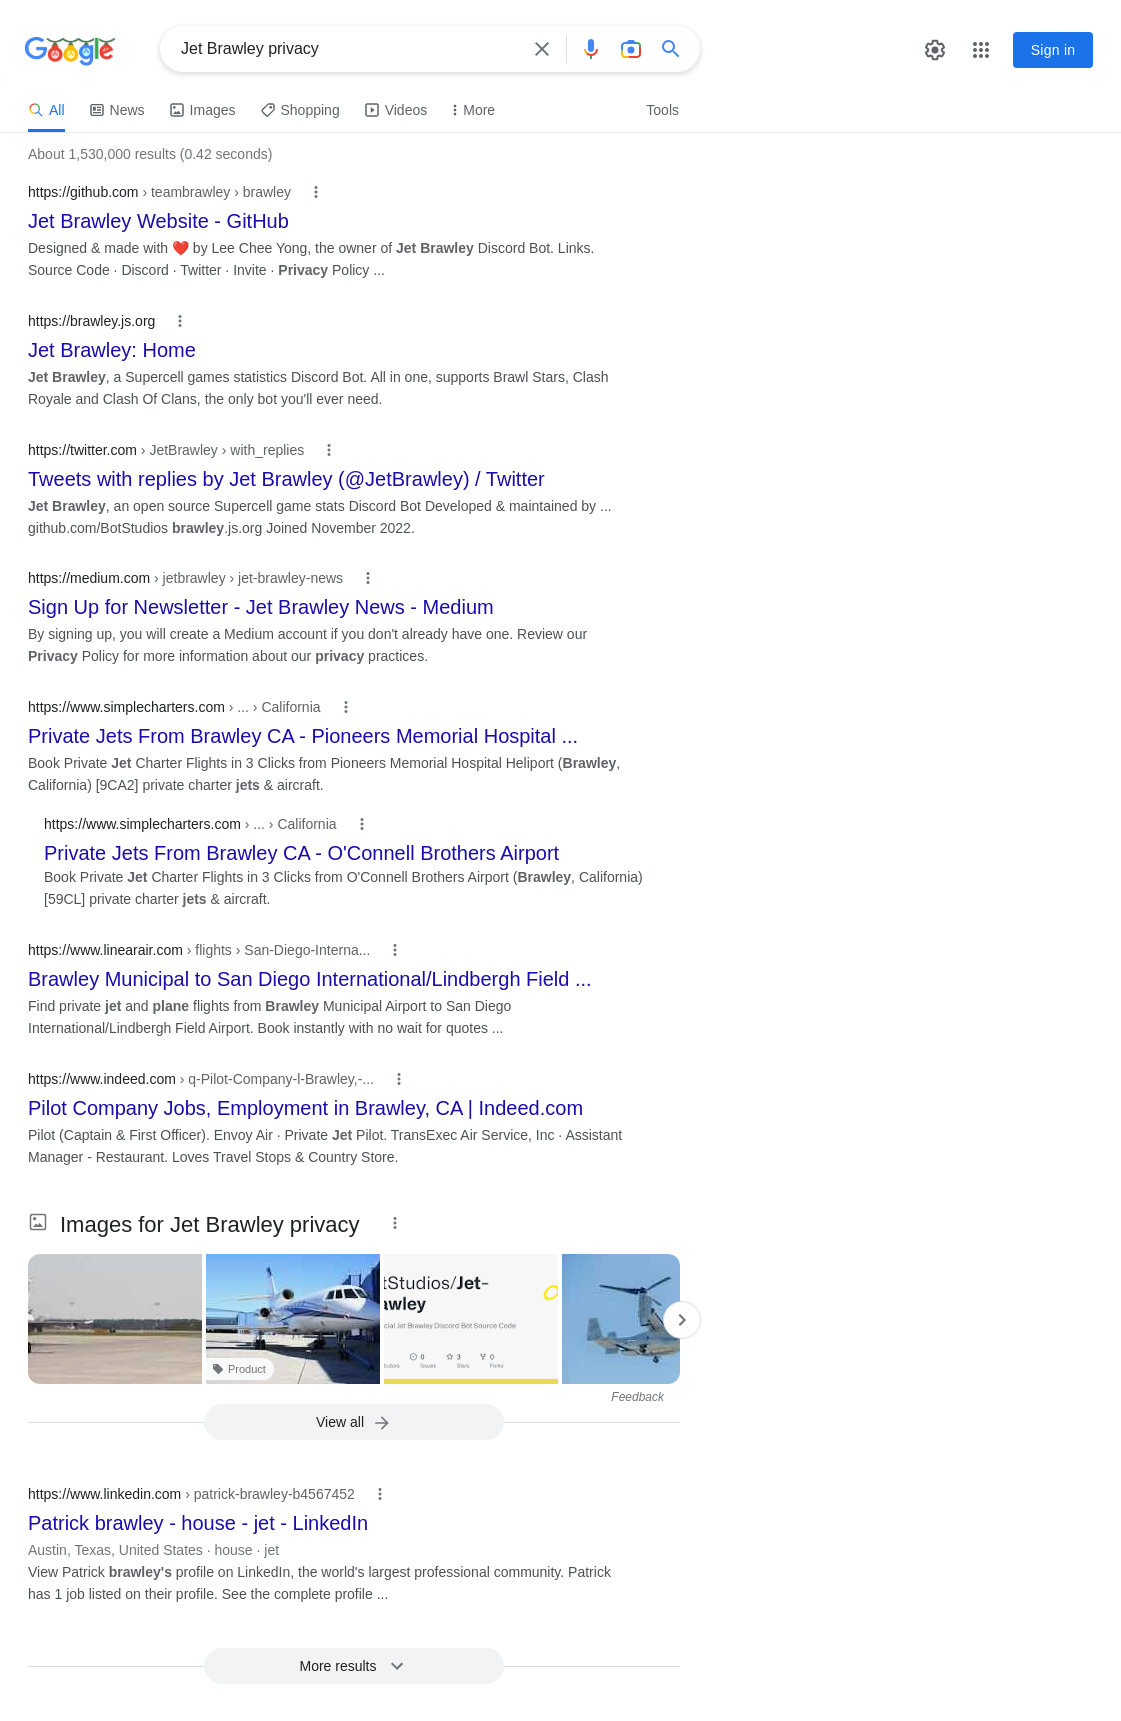 Google
Jet Brawley privacy
Sign in
All
News
Images
Shopping
Videos
More
Tools
About 1,530,000 results (0.42 seconds)
https://github.com › teambrawley › brawley
Jet Brawley Website - GitHub
Designed & made with ❤️ by Lee Chee Yong, the owner of Jet Brawley Discord Bot. Links.
Source Code · Discord · Twitter · Invite · Privacy Policy ...
https://brawley.js.org
Jet Brawley: Home
Jet Brawley, a Supercell games statistics Discord Bot. All in one, supports Brawl Stars, Clash
Royale and Clash Of Clans, the only bot you'll ever need.
https://twitter.com › JetBrawley › with_replies
Tweets with replies by Jet Brawley (@JetBrawley) / Twitter
Jet Brawley, an open source Supercell game stats Discord Bot Developed & maintained by ...
github.com/BotStudios brawley.js.org Joined November 2022.
https://medium.com › jetbrawley › jet-brawley-news
Sign Up for Newsletter - Jet Brawley News - Medium
By signing up, you will create a Medium account if you don't already have one. Review our
Privacy Policy for more information about our privacy practices.
https://www.simplecharters.com › ... › California
Private Jets From Brawley CA - Pioneers Memorial Hospital ...
Book Private Jet Charter Flights in 3 Clicks from Pioneers Memorial Hospital Heliport (Brawley,
California) [9CA2] private charter jets & aircraft.
https://www.simplecharters.com › ... › California
Private Jets From Brawley CA - O'Connell Brothers Airport
Book Private Jet Charter Flights in 3 Clicks from O'Connell Brothers Airport (Brawley, California)
[59CL] private charter jets & aircraft.
https://www.linearair.com › flights › San-Diego-Interna...
Brawley Municipal to San Diego International/Lindbergh Field ...
Find private jet and plane flights from Brawley Municipal Airport to San Diego
International/Lindbergh Field Airport. Book instantly with no wait for quotes ...
https://www.indeed.com › q-Pilot-Company-l-Brawley,-...
Pilot Company Jobs, Employment in Brawley, CA | Indeed.com
Pilot (Captain & First Officer). Envoy Air · Private Jet Pilot. TransExec Air Service, Inc · Assistant
Manager - Restaurant. Loves Travel Stops & Country Store.
Images for Jet Brawley privacy
tStudios/Jet-
awley
cial Jet Brawley Discord Bot Source Code
0
3
0
butors
Issues
Stars
Forks
Product
Feedback
View all
https://www.linkedin.com › patrick-brawley-b4567452
Patrick brawley - house - jet - LinkedIn
Austin, Texas, United States · house · jet
View Patrick brawley's profile on LinkedIn, the world's largest professional community. Patrick
has 1 job listed on their profile. See the complete profile ...
More results